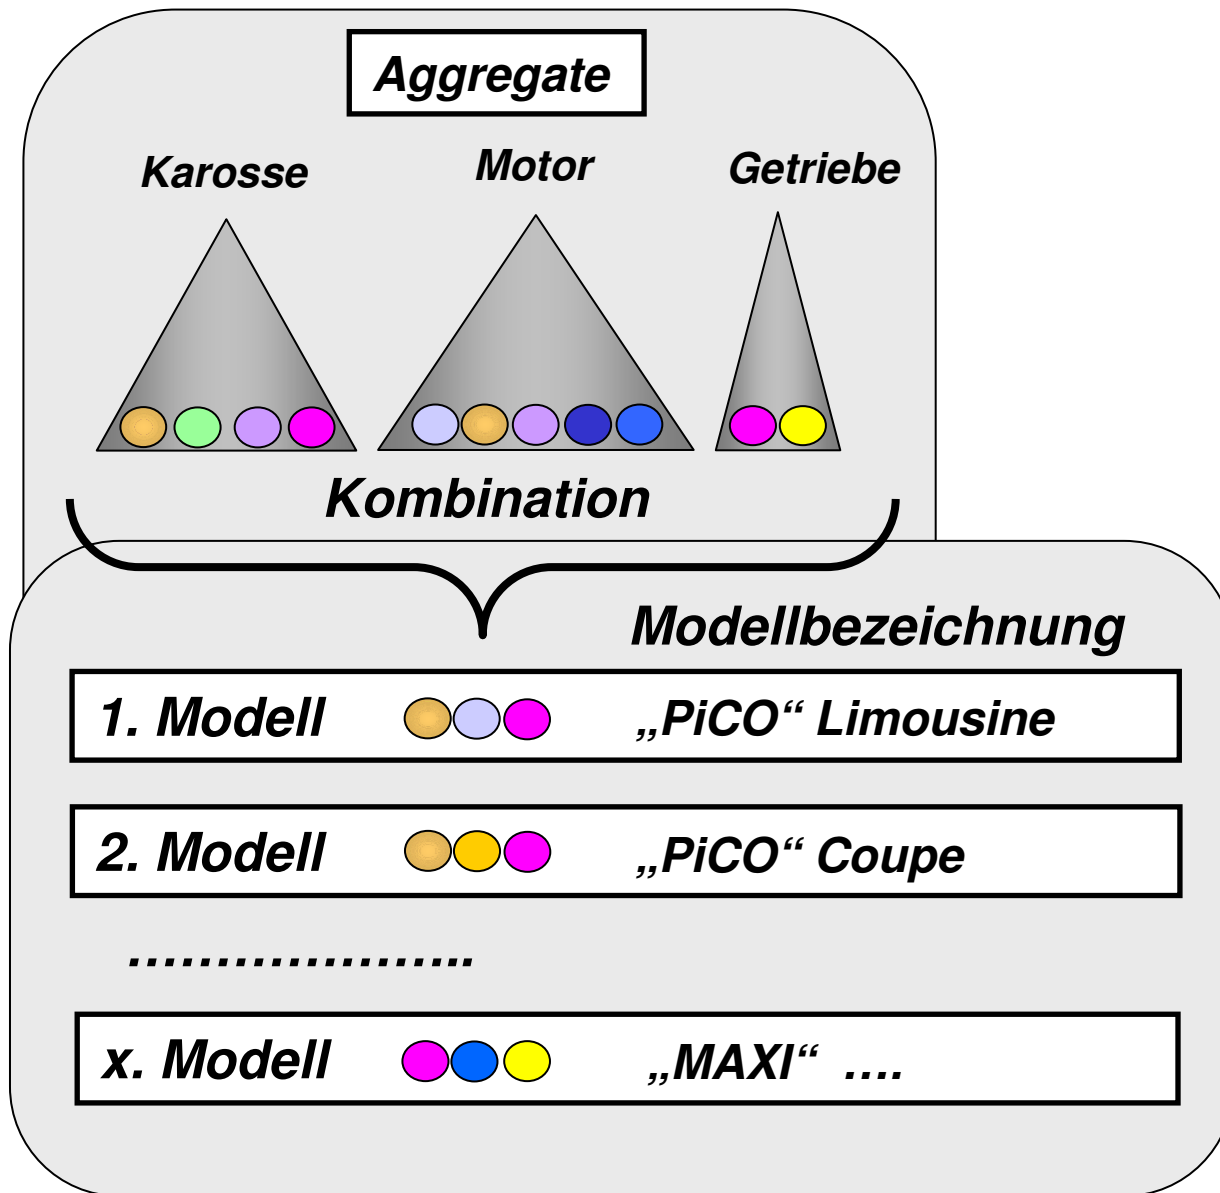 Aggregate
Karosse Motor Getriebe
Kombination
Modellbezeichnung
1. Modell „PiCO“ Limousine
2. Modell „PiCO“ Coupe
…………………..
x. Modell „MAXI“ ….